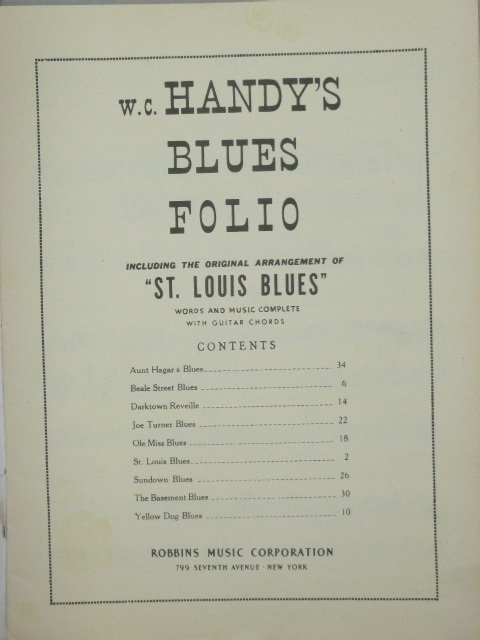 W.C. HANDY'S
BLUES
FOLIO
INCLUDING THE ORIGINAL ARRANGEMENT OF
"ST. LOUIS BLUES"
WORDS AND MUSIC COMPLETE
WITH GUITAR CHORDS
CONTENTS
Aunt Hagar s Blues 34
Beale Street Blues 6
Darktown Reveille 14
Joe Turner Blues 22
Ole Miss Blues 18
St. Louis Blues 2
Sundown Blues 26
The Basement Blues 30
Yellow Dog Blues 10
ROBBINS MUSIC CORPORATION
799 SEVENTH AVENUE · NEW YORK